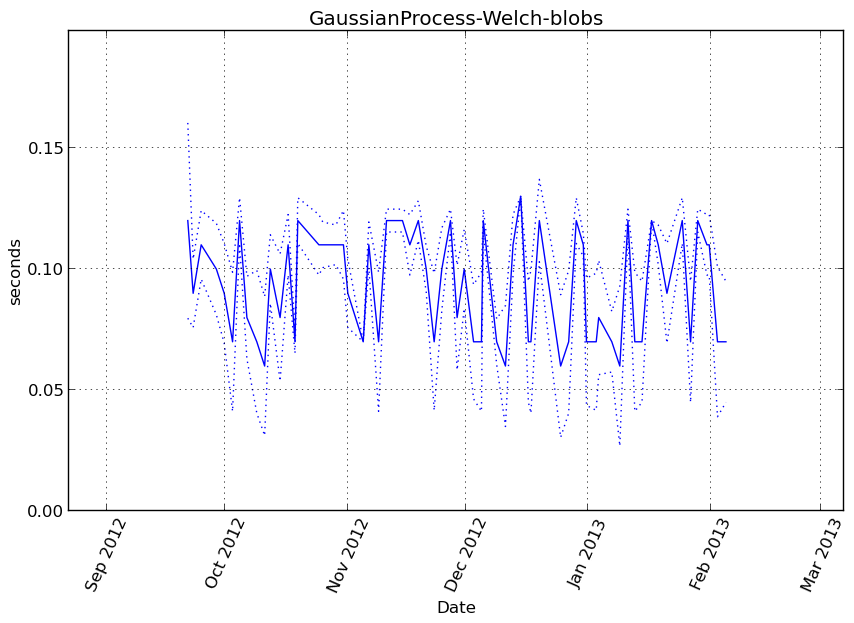 GaussianProcess-Welch-blobs
seconds
0.15
0.10
0.05
0.00
Sep 2012
Oct 2012
Nov 2012
Dec 2012
Jan 2013
Feb 2013
Mar 2013
Date